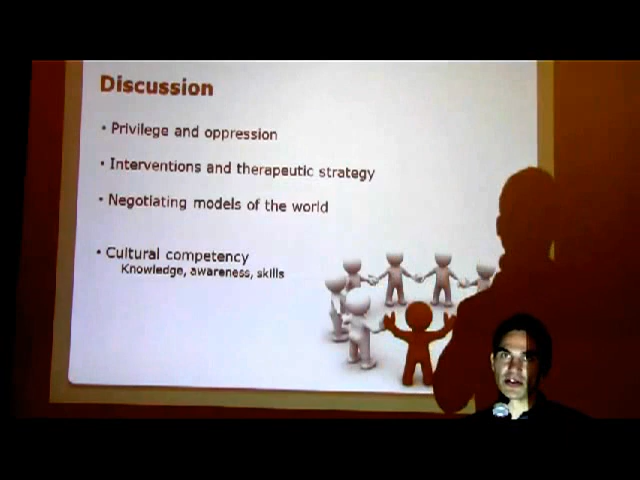 Discussion
• Privilege and oppression
• Interventions and therapeutic strategy
• Negotiating models of the world
• Cultural competency
Knowledge, awareness, skills